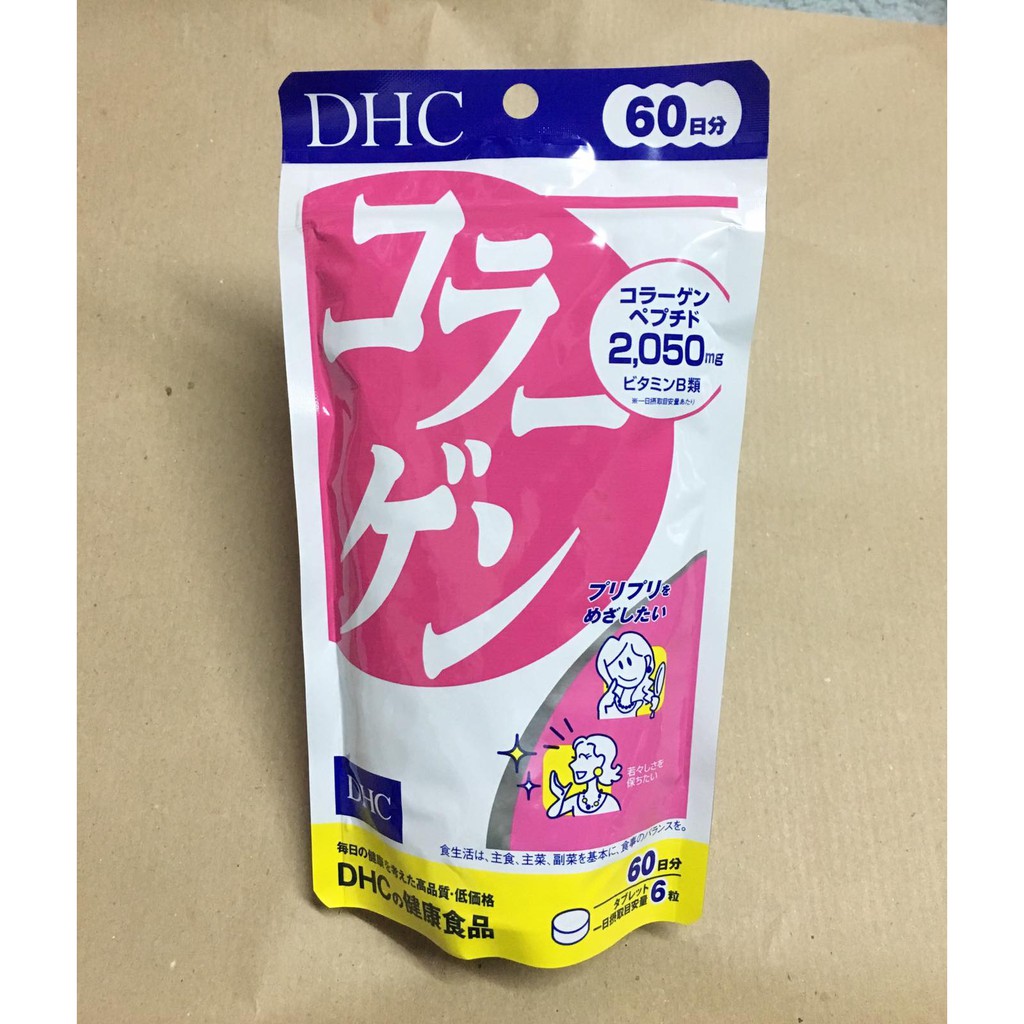 DHC
60日分
コラーゲン
コラーゲン
ペプチド
2,050mg
ビタミンB類
※一日摂取目安量あたり
プリプリを
めざしたい
若々しさを
保ちたい
DHC
食生活は、主食、主菜、副菜を基本に、食事のバランスを。
毎日の健康を考えた高品質・低価格
DHCの健康食品
60日分
タブレット
一日摂取目安量6粒